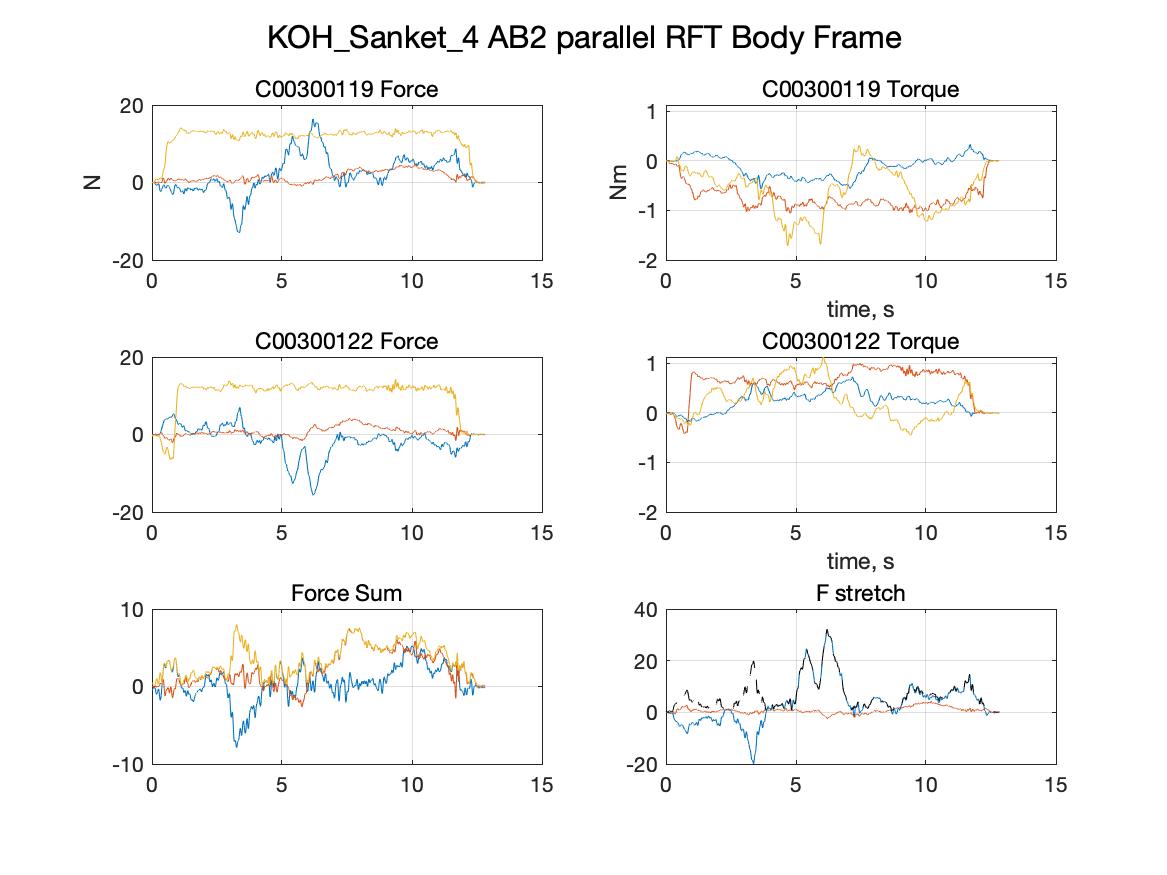 KOH_Sanket_4 AB2 parallel RFT Body Frame
C00300119 Force
20
0
-20
N
0 5 10 15
C00300119 Torque
1
0
-1
-2
Nm
0 5 10 15
time, s
C00300122 Force
20
0
-20
0 5 10 15
C00300122 Torque
1
0
-1
-2
0 5 10 15
time, s
Force Sum
10
0
-10
0 5 10 15
F stretch
40
20
0
-20
0 5 10 15